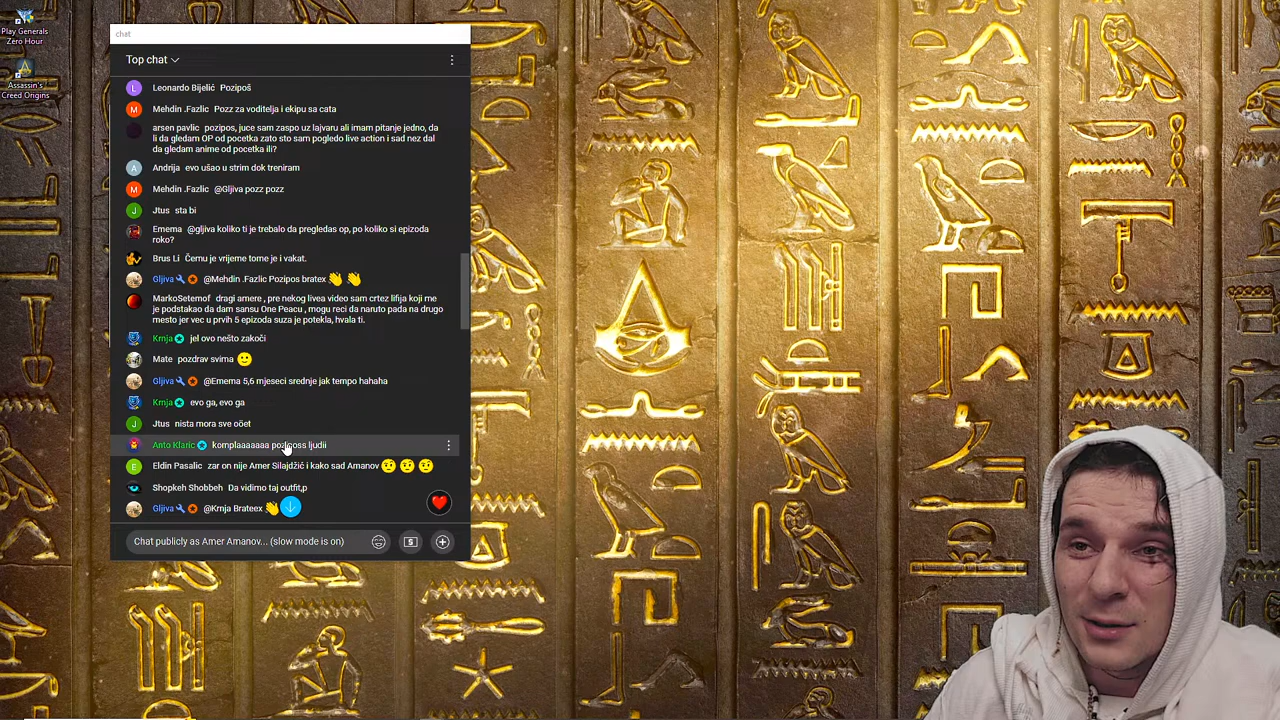 Play Generals
Zero Hour
Assassin's
Creed Origins
chat
Top chat
L Leonardo Bijelić Pozipoš
M Mehdin .Fazlic Pozz za voditelja i ekipu sa cata
arsen pavlic pozipos, juce sam zaspo uz lajvaru ali imam pitanje jedno, da
li da gledam OP od pocetka zato sto sam pogledo live action i sad nez dal
da gledam anime od pocetka ili?
A Andrija evo ušao u strim dok treniram
M Mehdin .Fazlic @Gljiva pozz pozz
J Jtus sta bi
Emema @gljiva koliko ti je trebalo da pregledas op, po koliko si epizoda
roko?
Brus Li Čemu je vrijeme tome je i vakat.
Gljiva @Mehdin .Fazlic Pozipos bratex 👏 👏
MarkoSetemof dragi amere , pre nekog livea video sam crtez lifija koji me
je podstakao da dam sansu One Peacu , mogu reci da naruto pada na drugo
mesto jer vec u prvih 5 epizoda suza je potekla, hvala ti.
Krnja jel ovo nešto zakoči
Mate pozdrav svima 🙂
Gljiva @Emema 5,6 mjeseci srednje jak tempo hahaha
Krnja evo ga, evo ga
J Jtus nista mora sve oöet
Anto Klaric komplaaaaaaa poziposs ljudii
E Eldin Pasalic zar on nije Amer Silajdžić i kako sad Amanov 🤨 🤨 🤨
Shopkeh Shobbeh Da vidimo taj outfit,p
Gljiva @Krnja Brateex 👏
Chat publicly as Amer Amanov... (slow mode is on)